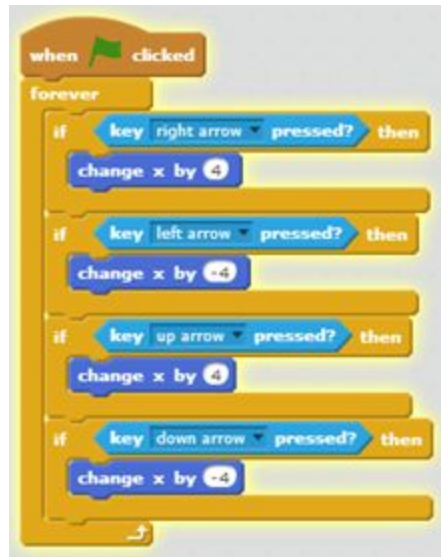 when clicked
forever
if key right arrow pressed? then
change x by 4
if key left arrow pressed? then
change x by -4
if key up arrow pressed? then
change x by 4
if key down arrow pressed? then
change x by -4